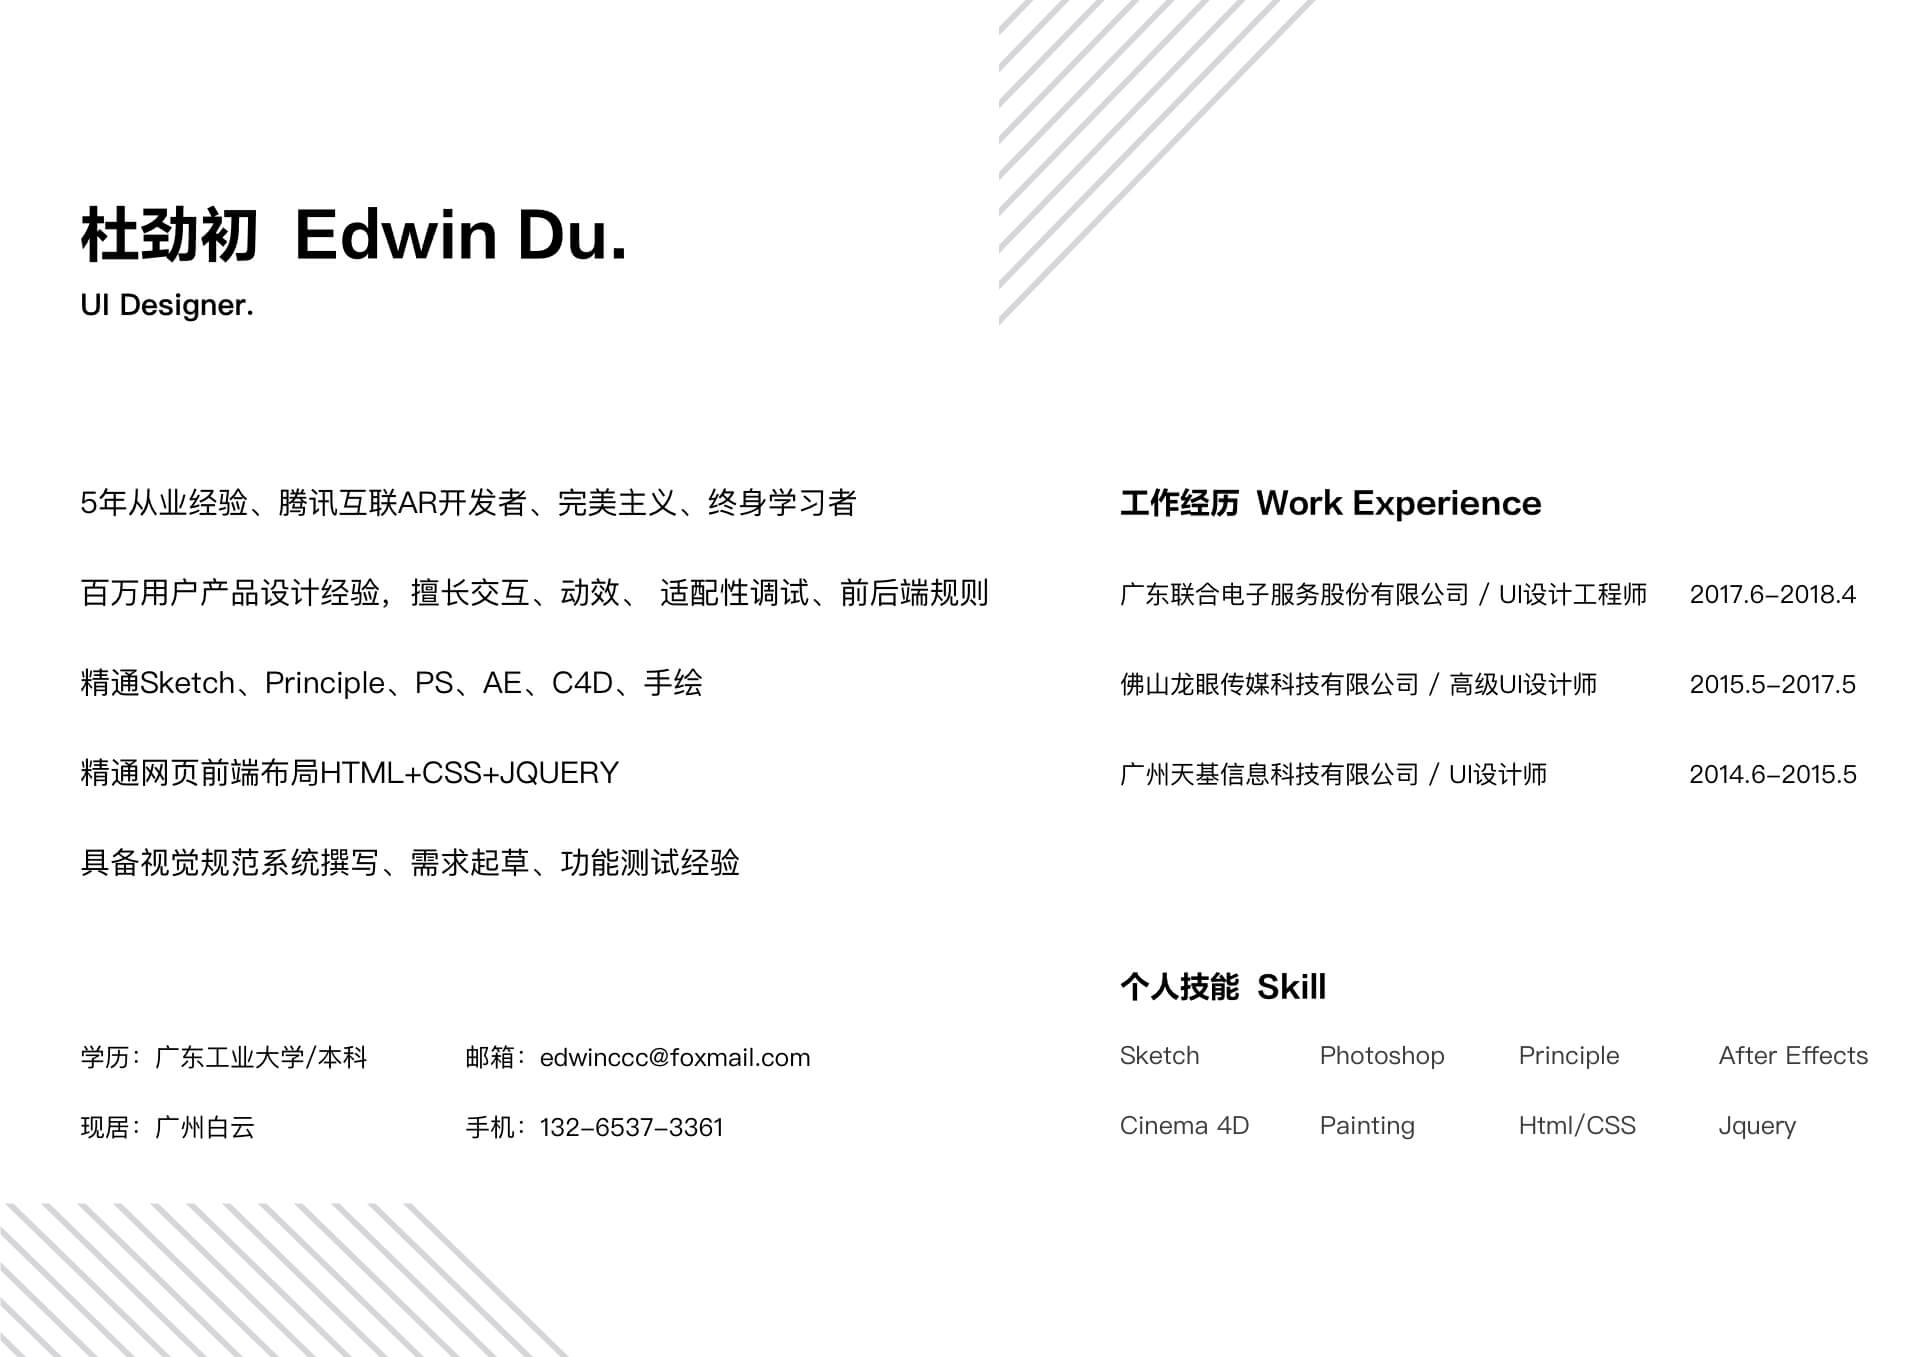 杜劲初 Edwin Du.
UI Designer.
5年从业经验、腾讯互联AR开发者、完美主义、终身学习者
百万用户产品设计经验，擅长交互、动效、 适配性调试、前后端规则
精通Sketch、Principle、PS、AE、C4D、手绘
精通网页前端布局HTML+CSS+JQUERY
具备视觉规范系统撰写、需求起草、功能测试经验
学历：广东工业大学/本科 邮箱：edwinccc@foxmail.com
现居：广州白云 手机：132-6537-3361
工作经历 Work Experience
广东联合电子服务股份有限公司 / UI设计工程师 2017.6-2018.4
佛山龙眼传媒科技有限公司 / 高级UI设计师 2015.5-2017.5
广州天基信息科技有限公司 / UI设计师 2014.6-2015.5
个人技能 Skill
Sketch Photoshop Principle After Effects
Cinema 4D Painting Html/CSS Jquery